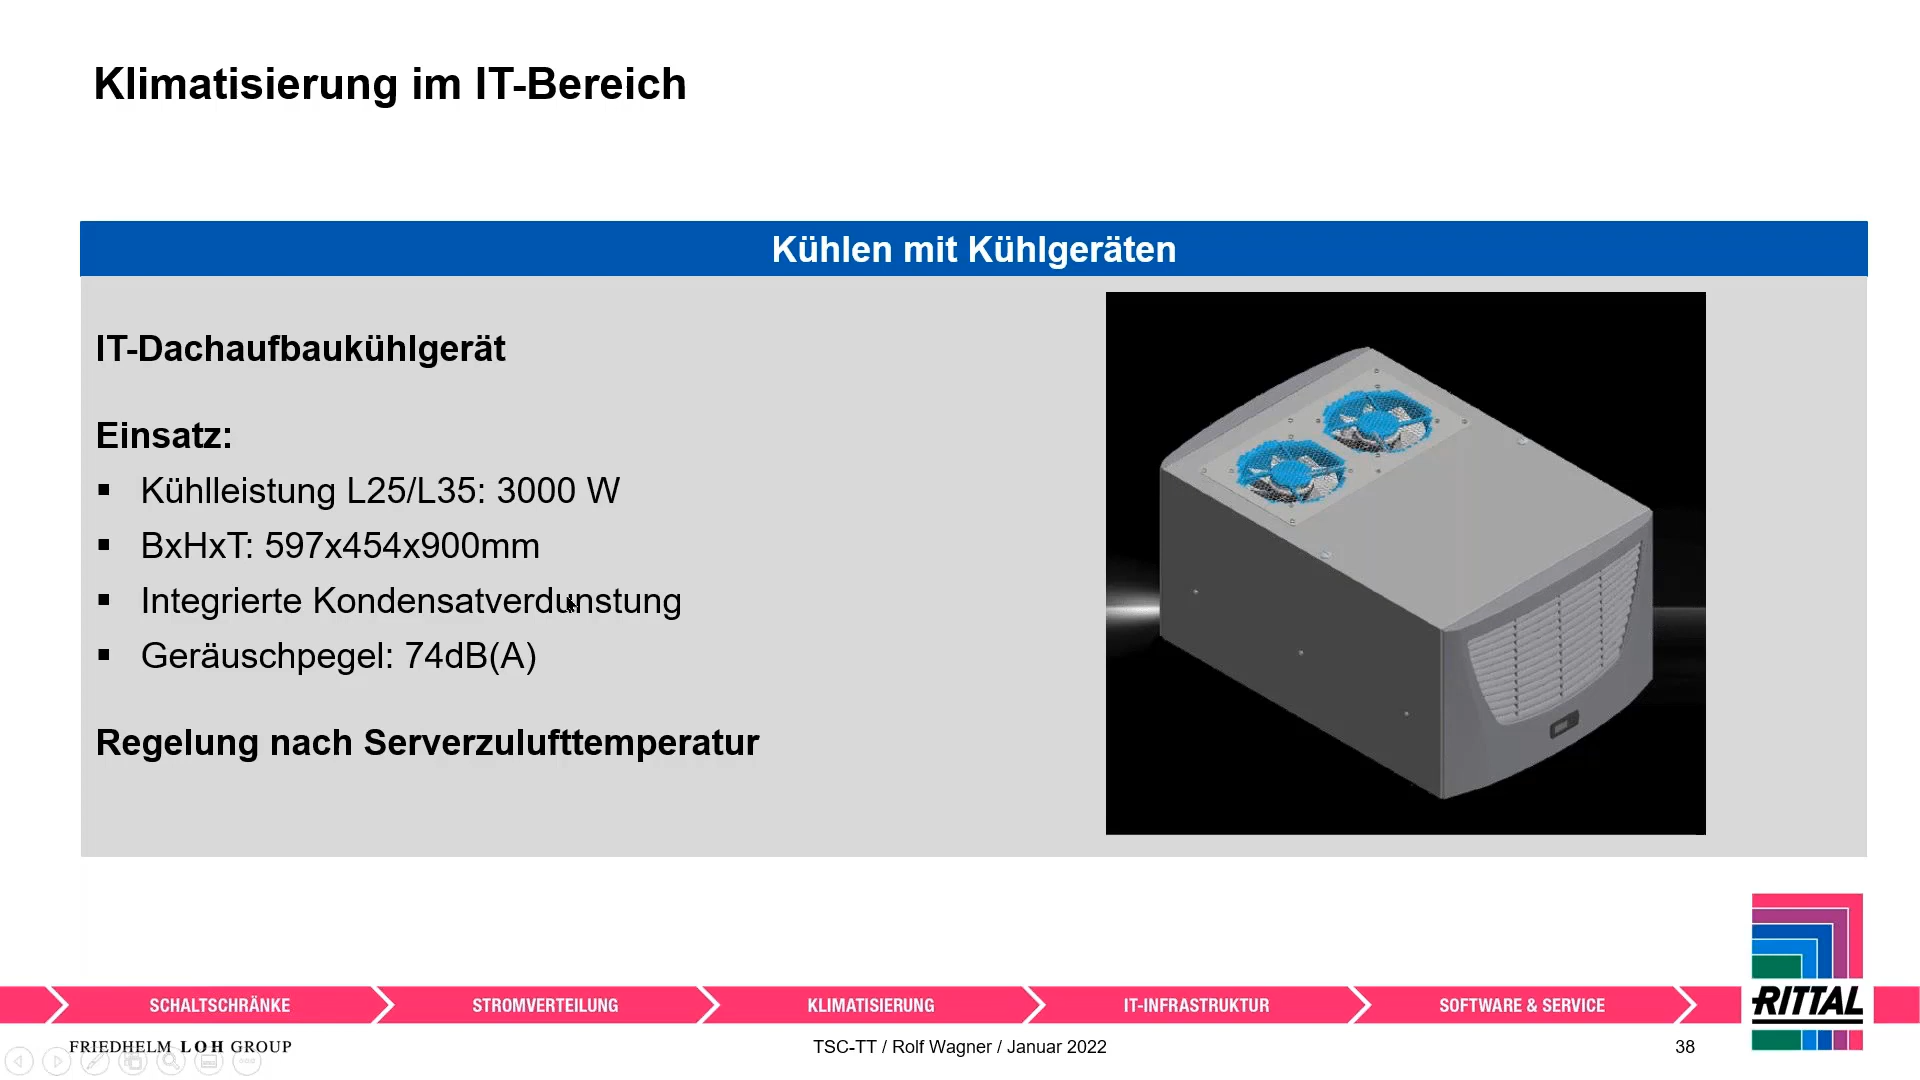 Klimatisierung im IT-Bereich
Kühlen mit Kühlgeräten
IT-Dachaufbaukühlgerät
Einsatz:
▪ Kühlleistung L25/L35: 3000 W
▪ BxHxT: 597x454x900mm
▪ Integrierte Kondensatverdunstung
▪ Geräuschpegel: 74dB(A)
Regelung nach Serverzulufttemperatur
SCHALTSCHRÄNKE STROMVERTEILUNG KLIMATISIERUNG IT-INFRASTRUKTUR SOFTWARE & SERVICE
RITTAL
FRIEDHELM LOH GROUP TSC-TT / Rolf Wagner / Januar 2022 38